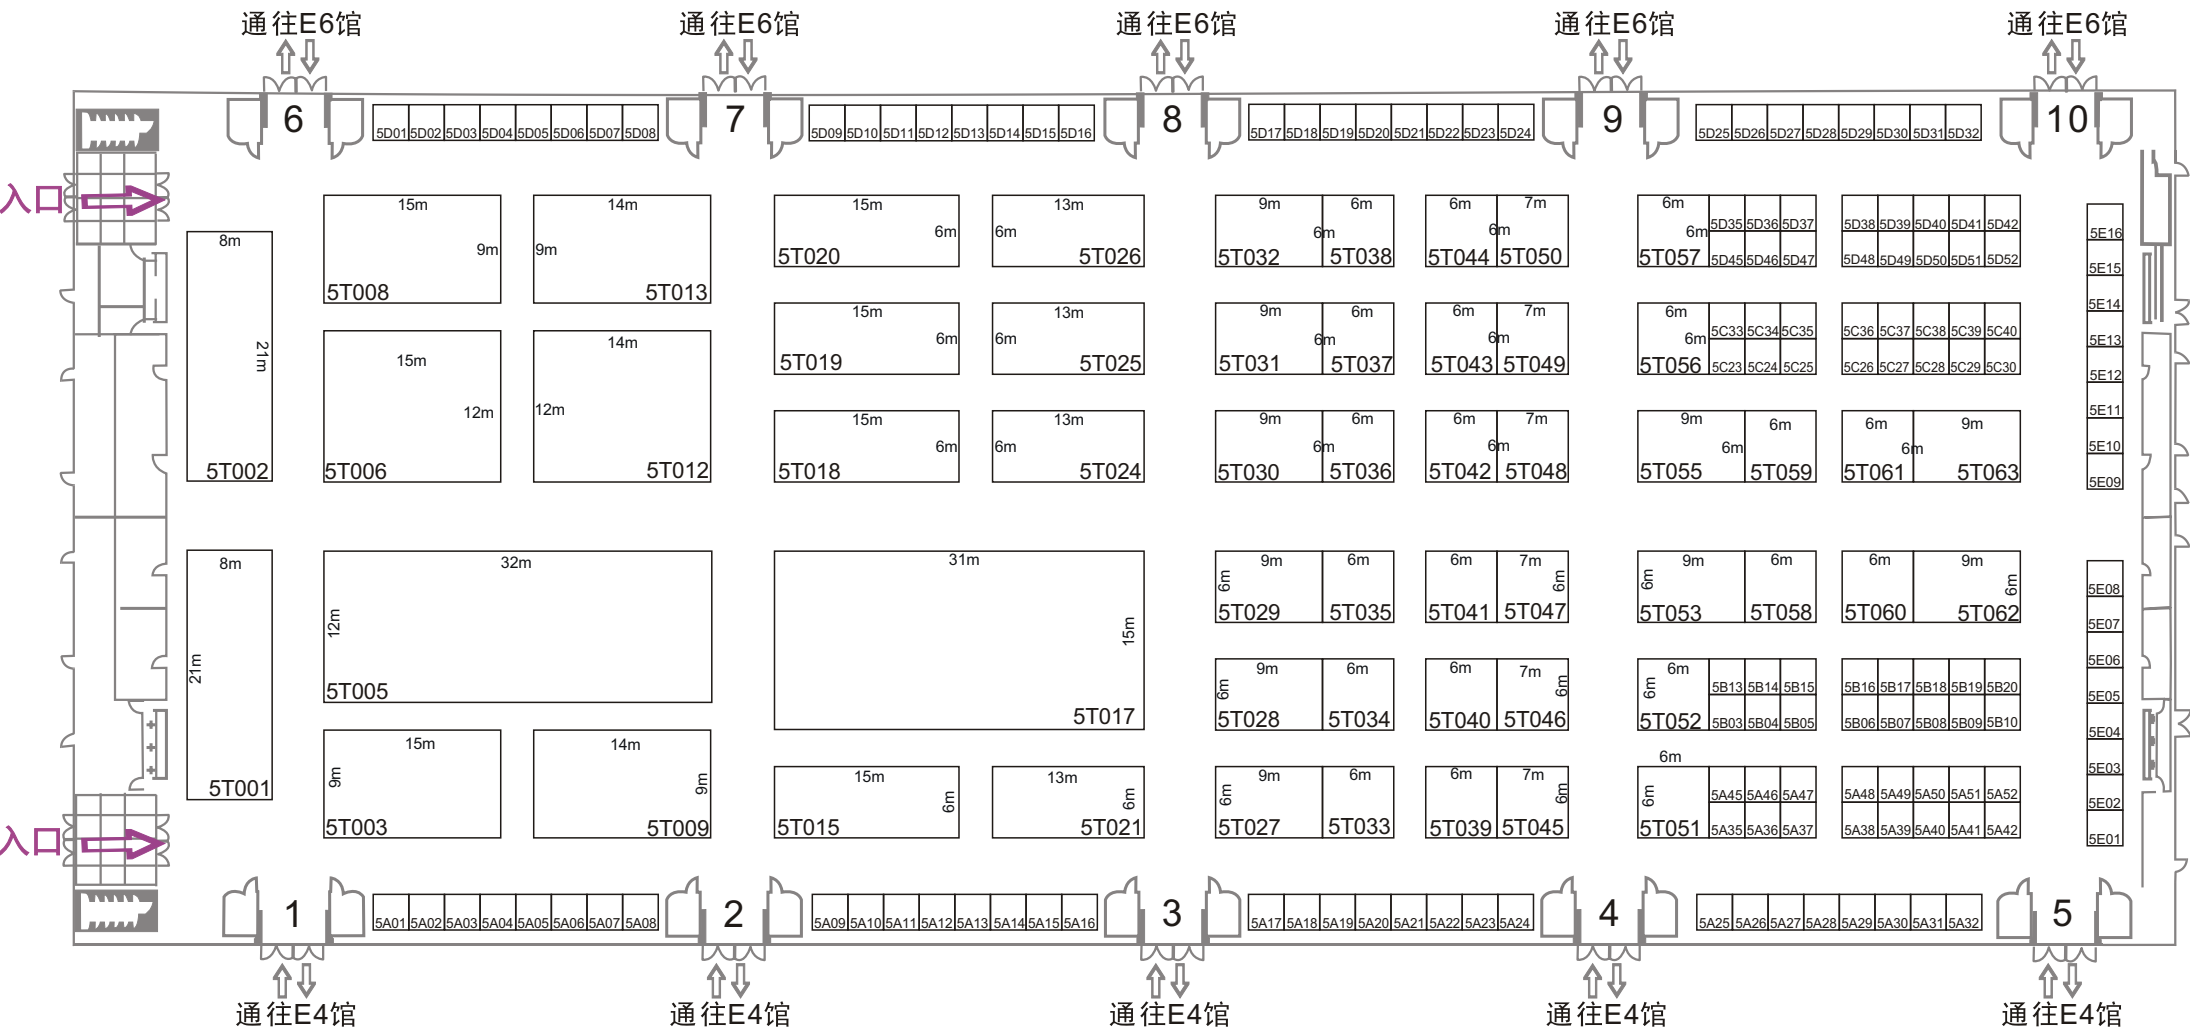 通往E6馆 通往E6馆 通往E6馆 通往E6馆 通往E6馆
6 7 8 9 10
5D01 5D02 5D03 5D04 5D05 5D06 5D07 5D08 5D09 5D10 5D11 5D12 5D13 5D14 5D15 5D16 5D17 5D18 5D19 5D20 5D21 5D22 5D23 5D24 5D25 5D26 5D27 5D28 5D29 5D30 5D31 5D32
入口
15m 14m 15m 13m 9m 6m 6m 7m 6m
5D35 5D36 5D37 5D38 5D39 5D40 5D41 5D42
8m 9m 9m 6m 6m 6m 6m 6m 5E16
5T020 5T026 5T032 5T038 5T044 5T050 5T057 5D45 5D46 5D47 5D48 5D49 5D50 5D51 5D52
5E15
5T008 5T013
15m 13m 9m 6m 6m 7m 6m 5E14
5C33 5C34 5C35 5C36 5C37 5C38 5C39 5C40
21m 14m 6m 6m 6m 6m 6m 5E13
15m
5T019 5T025 5T031 5T037 5T043 5T049 5T056 5C23 5C24 5C25 5C26 5C27 5C28 5C29 5C30
5E12
12m 12m 5E11
15m 13m 9m 6m 6m 7m 9m 6m 6m 9m
6m 6m 6m 6m 6m 6m 5E10
5T002 5T006 5T012 5T018 5T024 5T030 5T036 5T042 5T048 5T055 5T059 5T061 5T063
5E09
8m 32m 31m 9m 6m 6m 7m 9m 6m 6m 9m
6m 6m 6m 6m 5E08
5T029 5T035 5T041 5T047 5T053 5T058 5T060 5T062
12m 15m 5E07
21m 9m 6m 6m 7m 6m 5E06
6m 6m 6m 5B13 5B14 5B15 5B16 5B17 5B18 5B19 5B20
5T005 5E05
5T017 5T028 5T034 5T040 5T046 5T052 5B03 5B04 5B05 5B06 5B07 5B08 5B09 5B10
5E04
15m 14m 6m
9m 9m 15m 13m 9m 6m 6m 7m 5E03
5T001 6m 6m 6m 6m 6m 5A45 5A46 5A47 5A48 5A49 5A50 5A51 5A52
5E02
5T003 5T009 5T015 5T021 5T027 5T033 5T039 5T045 5T051 5A35 5A36 5A37 5A38 5A39 5A40 5A41 5A42
5E01
入口
1 2 3 4 5
5A01 5A02 5A03 5A04 5A05 5A06 5A07 5A08 5A09 5A10 5A11 5A12 5A13 5A14 5A15 5A16 5A17 5A18 5A19 5A20 5A21 5A22 5A23 5A24 5A25 5A26 5A27 5A28 5A29 5A30 5A31 5A32
通往E4馆 通往E4馆 通往E4馆 通往E4馆 通往E4馆